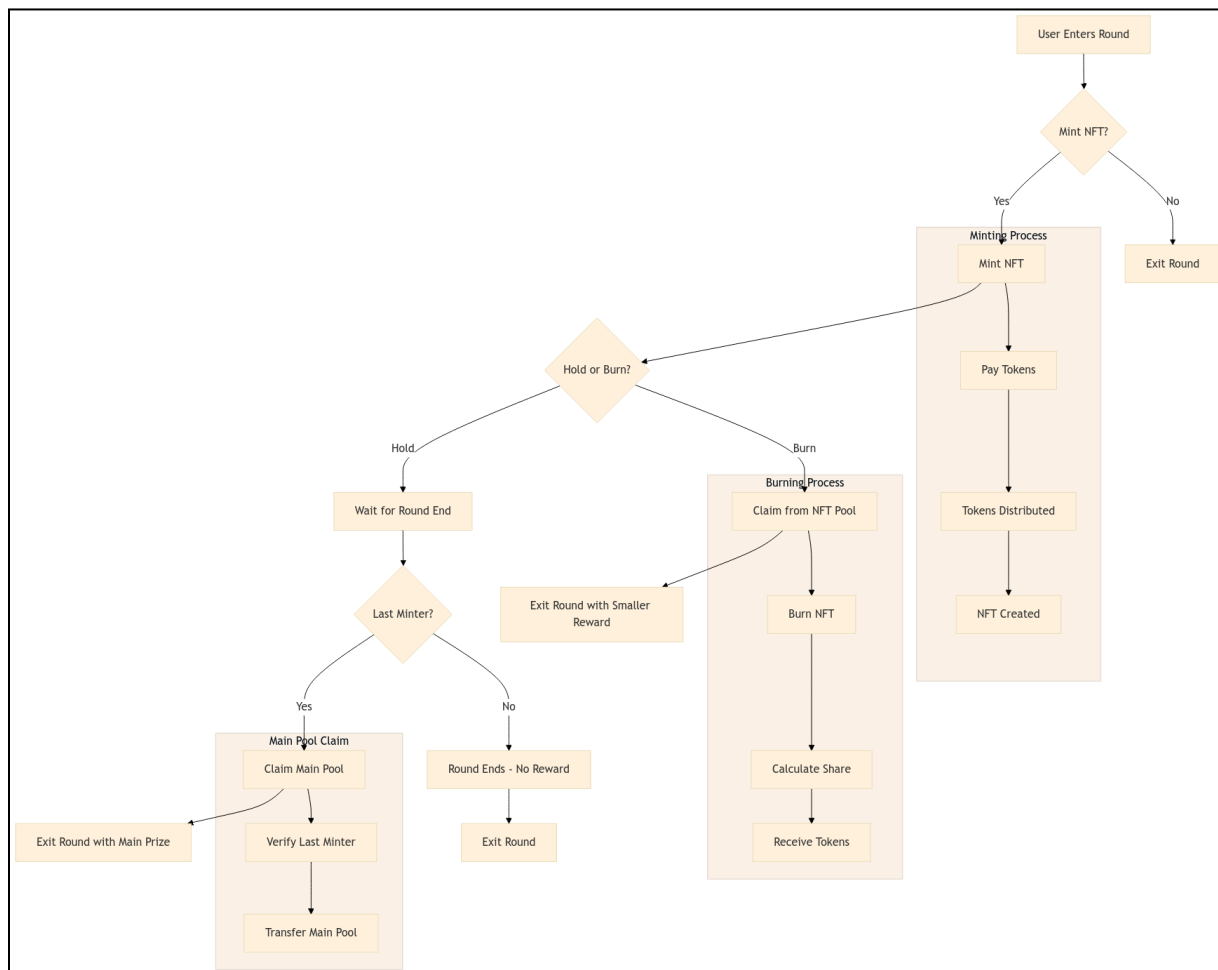 User Enters Round
Mint NFT?
Yes
No
Minting Process
Mint NFT
Exit Round
Hold or Burn?
Pay Tokens
Hold
Burn
Burning Process
Wait for Round End
Claim from NFT Pool
Tokens Distributed
Last Minter?
Exit Round with Smaller
Reward
Burn NFT
NFT Created
Yes
No
Main Pool Claim
Claim Main Pool
Round Ends - No Reward
Calculate Share
Exit Round with Main Prize
Verify Last Minter
Exit Round
Receive Tokens
Transfer Main Pool